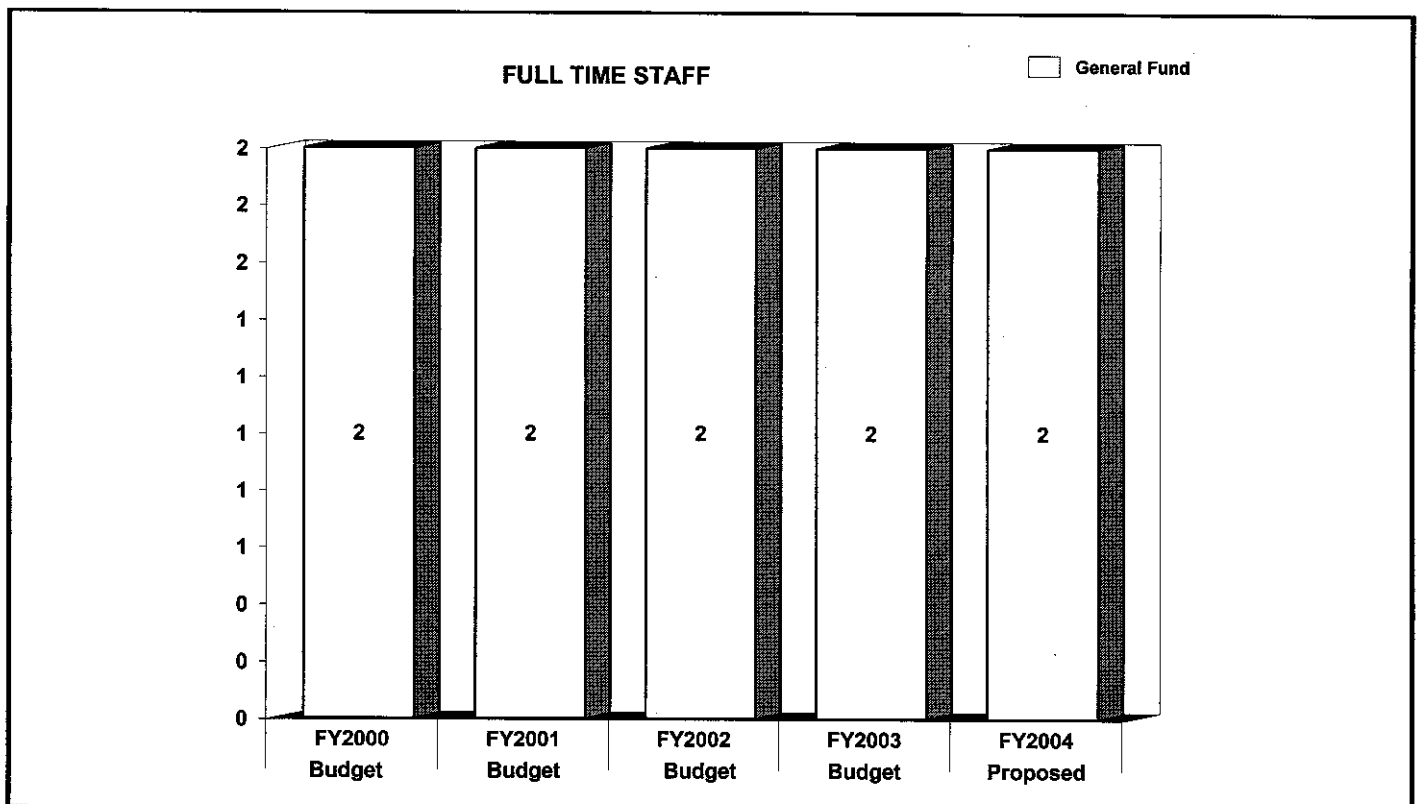 FULL TIME STAFF
General Fund
2
2
2
1
1
1
1
1
0
0
0
2
2
2
2
2
FY2000
Budget
FY2001
Budget
FY2002
Budget
FY2003
Budget
FY2004
Proposed